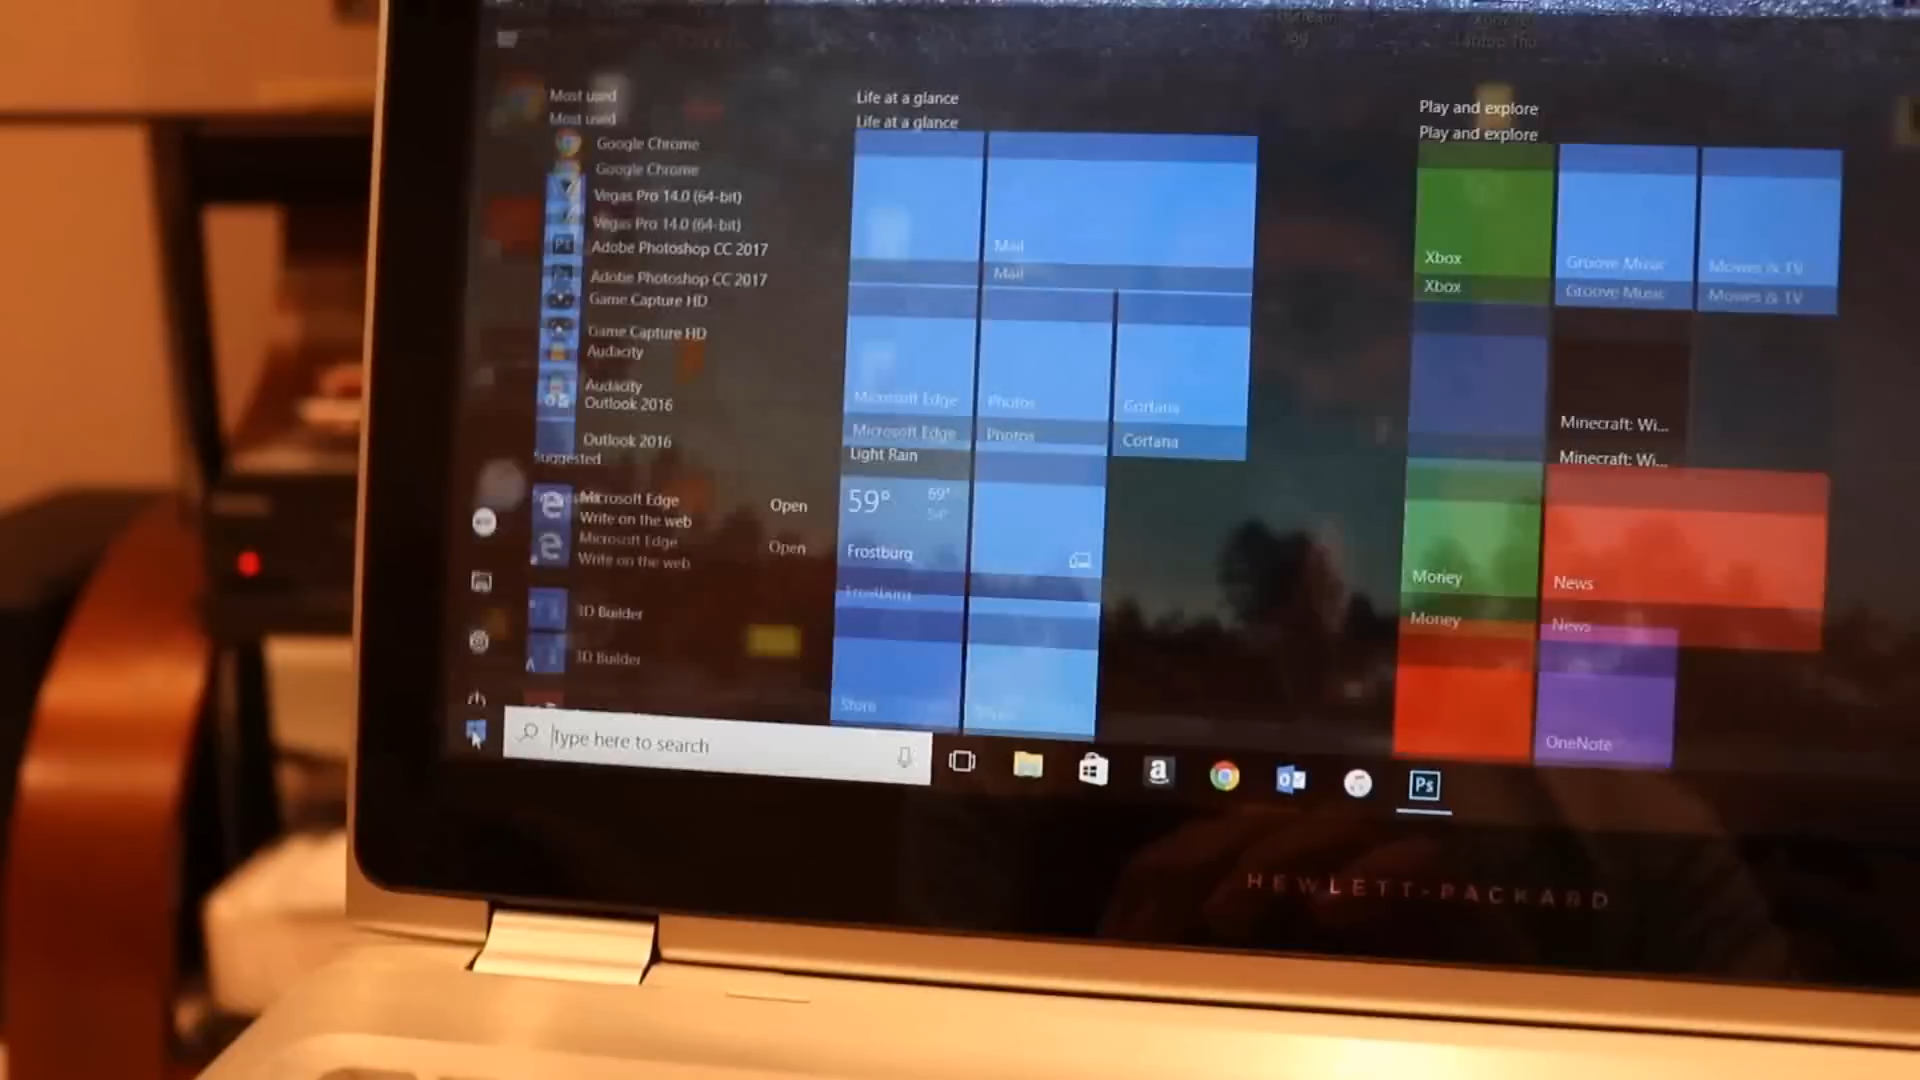 Most used
Most used
Google Chrome
Google Chrome
Vegas Pro 14.0 (64-bit)
Vegas Pro 14.0 (64-bit)
Adobe Photoshop CC 2017
Adobe Photoshop CC 2017
Game Capture HD
Game Capture HD
Audacity
Audacity
Outlook 2016
Outlook 2016
Suggested
Microsoft Edge
Write on the web
Open
Microsoft Edge
Write on the web
Open
3D Builder
3D Builder
A
Life at a glance
Life at a glance
Mail
Mail
Microsoft Edge
Photos
Cortana
Microsoft Edge
Photos
Cortana
Light Rain
59°
69°
54°
Frostburg
Frostburg
Store
Play and explore
Play and explore
Xbox
Groove Music
Movies & TV
Xbox
Groove Music
Movies & TV
Minecraft: Wi...
Minecraft: Wi...
Money
News
Money
News
OneNote
Type here to search
a
Ps
HEWLETT-PACKARD